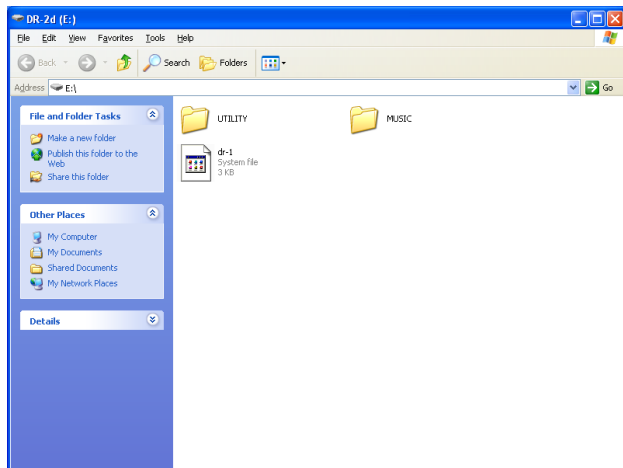 DR-2d (E:)
File Edit View Favorites Tools Help
Back Search Folders
Address E:\ Go
File and Folder Tasks
Make a new folder
Publish this folder to the
Web
Share this folder
Other Places
My Computer
My Documents
Shared Documents
My Network Places
Details
UTILITY MUSIC
dr-1
System file
3 KB